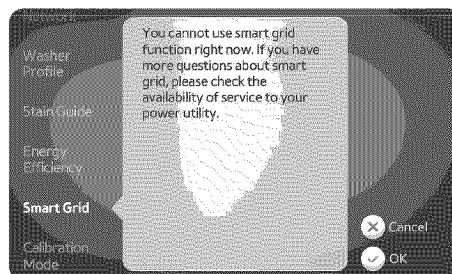 Network
Washer
Profile
Stain Guide
Energy
Efficiency
Smart Grid
Calibration
Mode
You cannot use smart grid
function right now. If you have
more questions about smart
grid, please check the
availability of service to your
power utility.
Cancel
OK